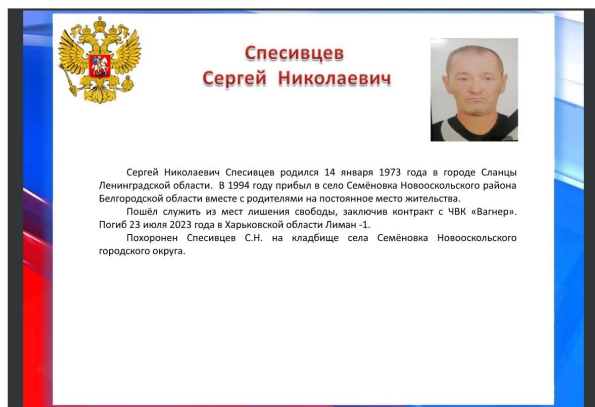 Спесивцев
Сергей Николаевич
Сергей Николаевич Спесивцев родился 14 января 1973 года в городе Сланцы
Ленинградской области. В 1994 году прибыл в село Семёновка Новооскольского района
Белгородской области вместе с родителями на постоянное место жительства.
Пошёл служить из мест лишения свободы, заключив контракт с ЧВК «Вагнер».
Погиб 23 июля 2023 года в Харьковской области Лиман -1.
Похоронен Спесивцев С.Н. на кладбище села Семёновка Новооскольского
городского округа.